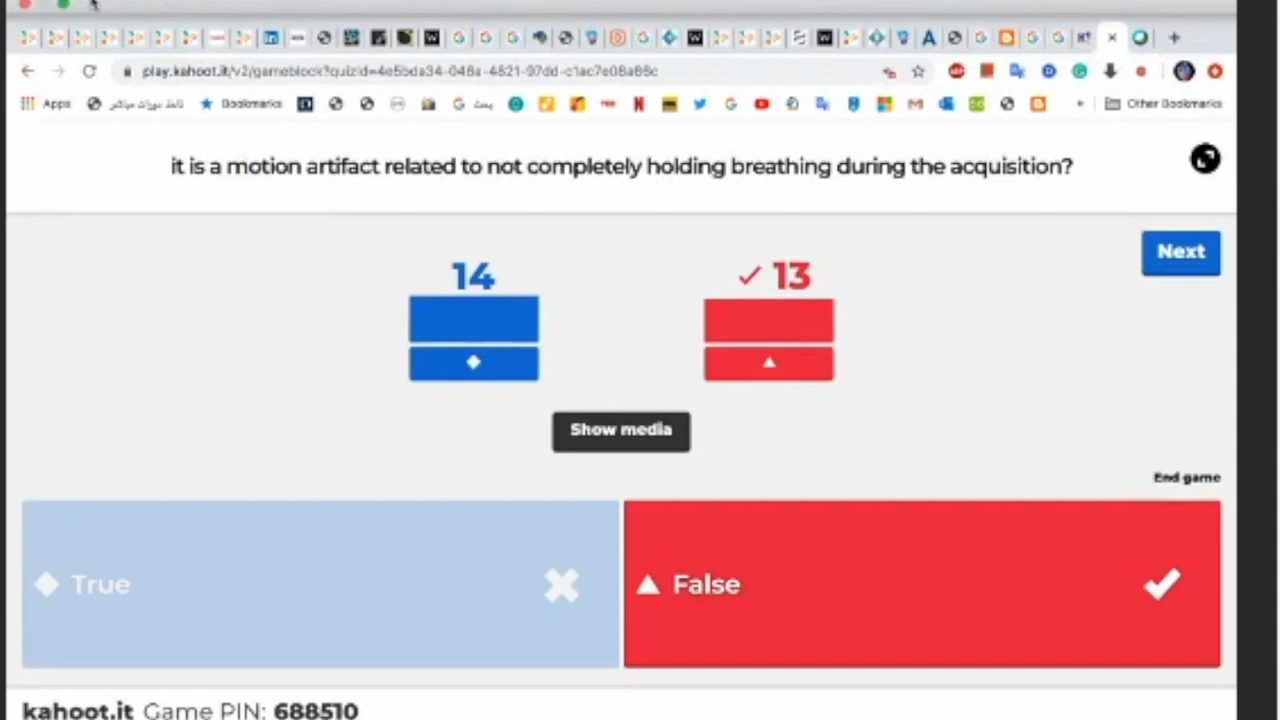 play.kahoot.it/v2/gameblock?quizId=4e5bda34-048a-4821-97dd-c1ac7e08a66c
Apps
Bookmarks
بحث
Other Bookmarks
it is a motion artifact related to not completely holding breathing during the acquisition?
Next
14
13
Show media
End game
True
False
kahoot.it Game PIN: 688510